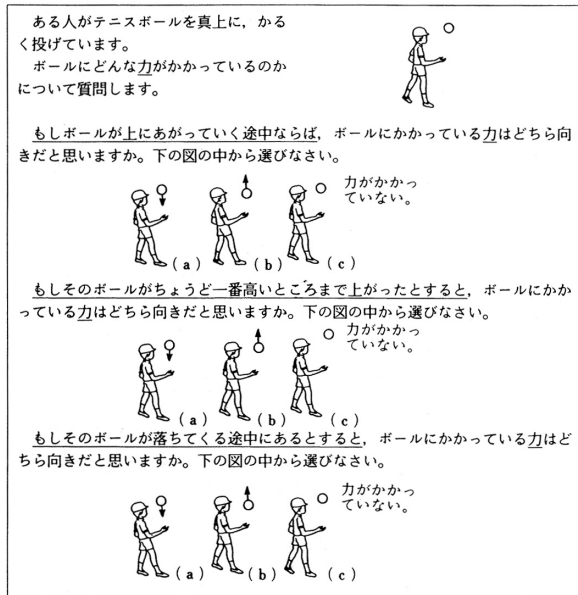 ある人がテニスボールを真上に,かる
く投げています。
ボールにどんな力がかかっているのか
について質問します。
もしボールが上にあがっていく途中ならば,ボールにかかっている力はどちら向
きだと思いますか。下の図の中から選びなさい。
力がかかっ
ていない。
(a) (b) (c)
もしそのボールがちょうど一番高いところまで上がったとすると,ボールにかか
っている力はどちら向きだと思いますか。下の図の中から選びなさい。
力がかかっ
ていない。
(a) (b) (c)
もしそのボールが落ちてくる途中にあるとすると,ボールにかかっている力はど
ちら向きだと思いますか。下の図の中から選びなさい。
力がかかっ
ていない。
(a) (b) (c)